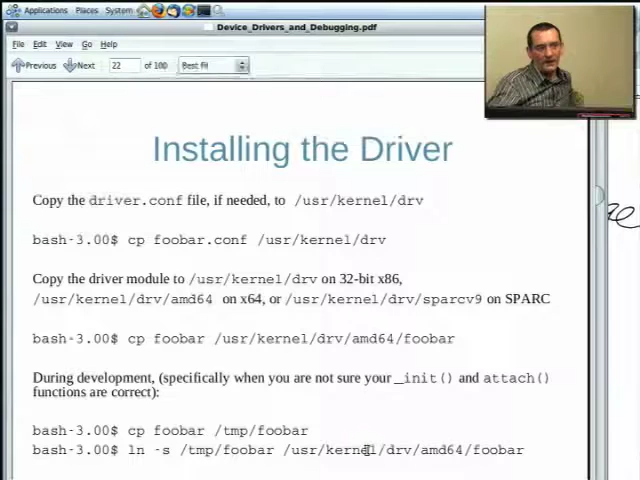 Applications Places System
Device_Drivers_and_Debugging.pdf
File Edit View Go Help
Previous Next 22 of 100 Best Fit
Installing the Driver
Copy the driver.conf file, if needed, to /usr/kernel/drv
bash-3.00$ cp foobar.conf /usr/kernel/drv
Copy the driver module to /usr/kernel/drv on 32-bit x86,
/usr/kernel/drv/amd64 on x64, or /usr/kernel/drv/sparcv9 on SPARC
bash-3.00$ cp foobar /usr/kernel/drv/amd64/foobar
During development, (specifically when you are not sure your _init() and attach()
functions are correct):
bash-3.00$ cp foobar /tmp/foobar
bash-3.00$ ln -s /tmp/foobar /usr/kernel/drv/amd64/foobar